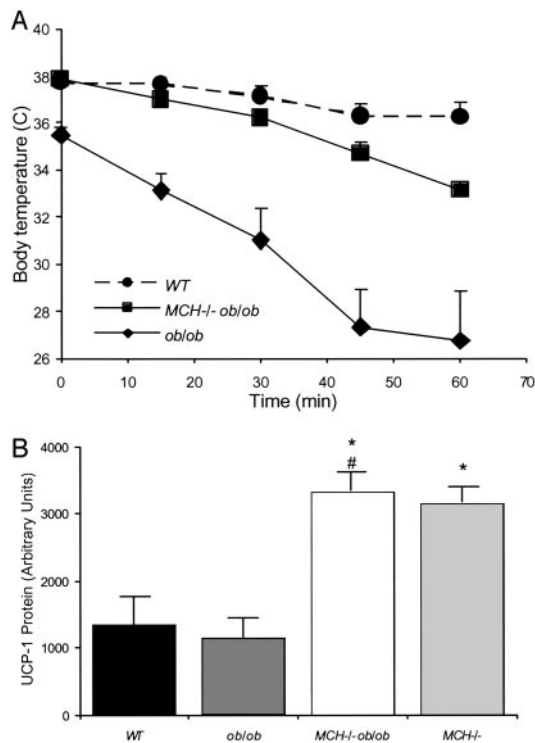 A
40
38
36
34
32
30
28
26
Body temperature (C)
WT
MCH-/- ob/ob
ob/ob
0 10 20 30 40 50 60 70
Time (min)
B
4000
3000
2000
1000
0
UCP-1 Protein (Arbitrary Units)
*
#
*
WT ob/ob MCH-/- ob/ob MCH-/-